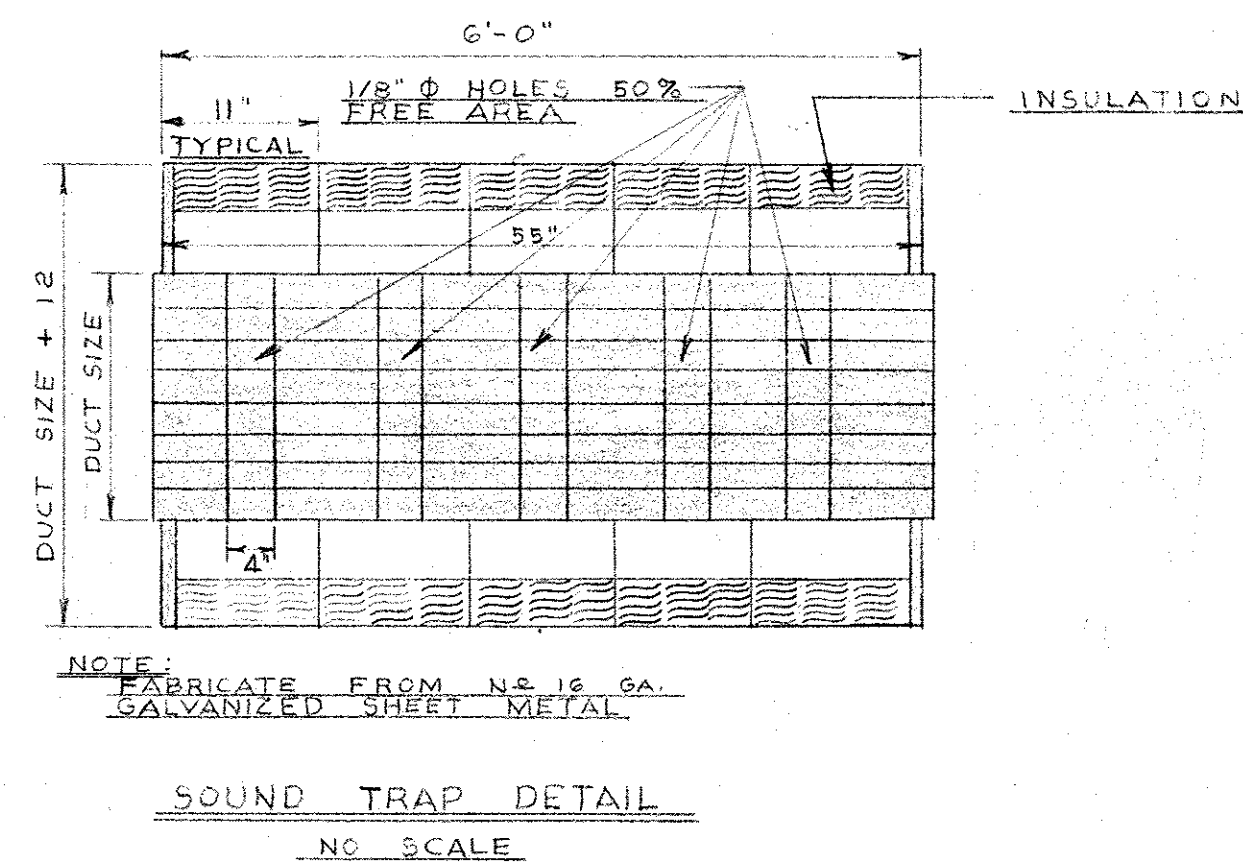 6'-0"
1/8" Φ HOLES 50%
FREE AREA
11"
TYPICAL
INSULATION
55"
DUCT SIZE + 12
DUCT SIZE
4"
NOTE:
FABRICATE FROM № 16 GA.
GALVANIZED SHEET METAL
SOUND TRAP DETAIL
NO SCALE